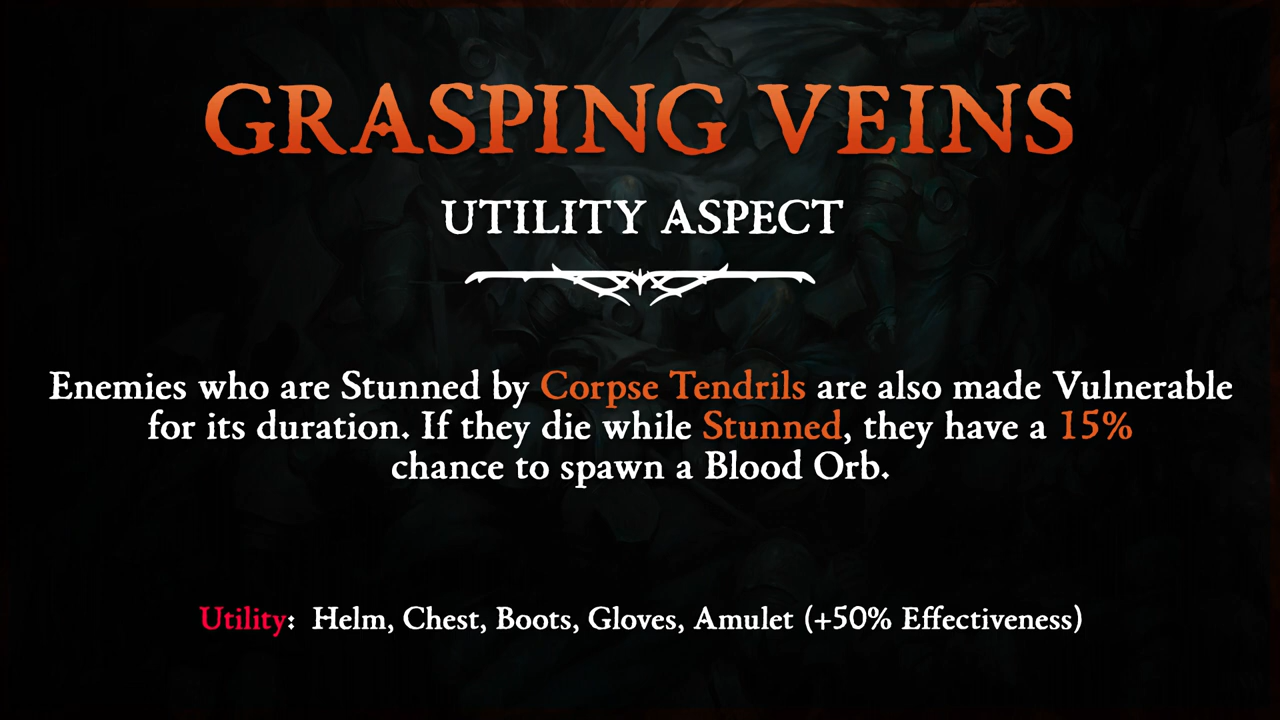 GRASPING VEINS
UTILITY ASPECT
Enemies who are Stunned by Corpse Tendrils are also made Vulnerable
for its duration. If they die while Stunned, they have a 15%
chance to spawn a Blood Orb.
Utility: Helm, Chest, Boots, Gloves, Amulet (+50% Effectiveness)